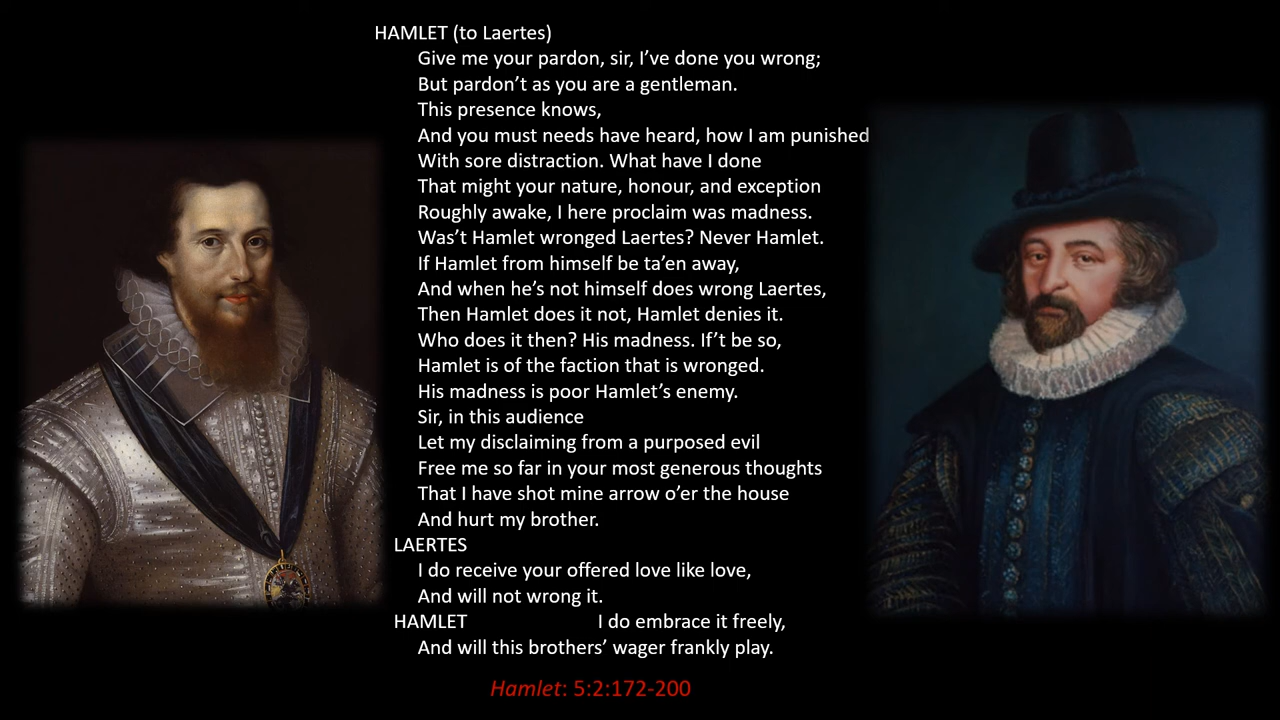 HAMLET (to Laertes)
Give me your pardon, sir, I’ve done you wrong;
But pardon’t as you are a gentleman.
This presence knows,
And you must needs have heard, how I am punished
With sore distraction. What have I done
That might your nature, honour, and exception
Roughly awake, I here proclaim was madness.
Was’t Hamlet wronged Laertes? Never Hamlet.
If Hamlet from himself be ta’en away,
And when he’s not himself does wrong Laertes,
Then Hamlet does it not, Hamlet denies it.
Who does it then? His madness. If’t be so,
Hamlet is of the faction that is wronged.
His madness is poor Hamlet’s enemy.
Sir, in this audience
Let my disclaiming from a purposed evil
Free me so far in your most generous thoughts
That I have shot mine arrow o’er the house
And hurt my brother.
LAERTES
I do receive your offered love like love,
And will not wrong it.
HAMLET I do embrace it freely,
And will this brothers’ wager frankly play.
Hamlet: 5:2:172-200